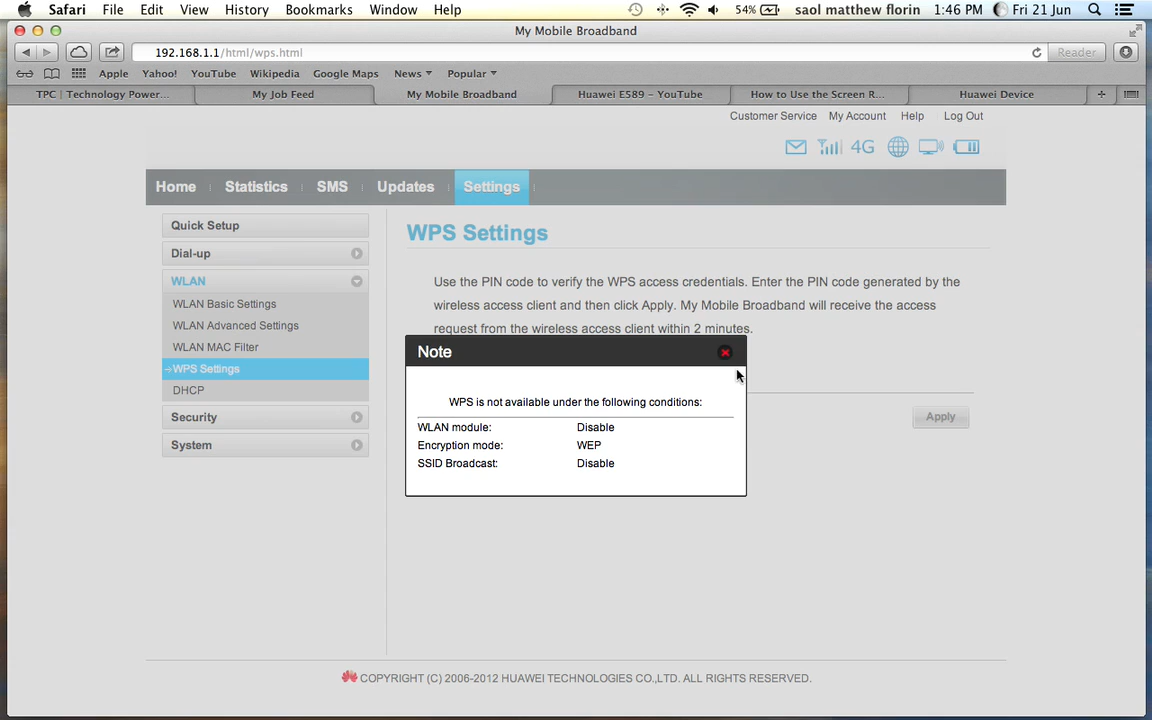 Safari File Edit View History Bookmarks Window Help 54% saol matthew florin 1:46 PM Fri 21 Jun
My Mobile Broadband
192.168.1.1/html/wps.html Reader
Apple Yahoo! YouTube Wikipedia Google Maps News Popular
TPC | Technology Power... My Job Feed My Mobile Broadband Huawei E589 – YouTube How to Use the Screen R... Huawei Device +
Customer Service My Account Help Log Out
4G
Home Statistics SMS Updates Settings
Quick Setup
Dial-up
WLAN
WLAN Basic Settings
WLAN Advanced Settings
WLAN MAC Filter
WPS Settings
DHCP
Security
System
WPS Settings
Use the PIN code to verify the WPS access credentials. Enter the PIN code generated by the
wireless access client and then click Apply. My Mobile Broadband will receive the access
request from the wireless access client within 2 minutes.
Note
WPS is not available under the following conditions:
WLAN module: Disable
Encryption mode: WEP
SSID Broadcast: Disable
Apply
COPYRIGHT (C) 2006-2012 HUAWEI TECHNOLOGIES CO.,LTD. ALL RIGHTS RESERVED.